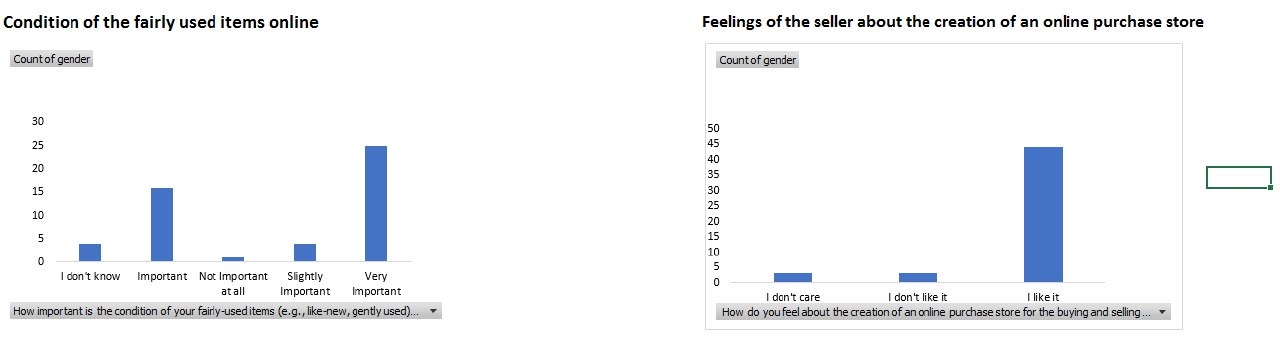 Condition of the fairly used items online
Count of gender
30
25
20
15
10
5
0
I don't know
Important
Not Important
at all
Slightly
Important
Very
Important
How important is the condition of your fairly-used items (e.g., like-new, gently used)...
Feelings of the seller about the creation of an online purchase store
Count of gender
50
45
40
35
30
25
20
15
10
5
0
I don't care
I don't like it
I like it
How do you feel about the creation of an online purchase store for the buying and selling ...